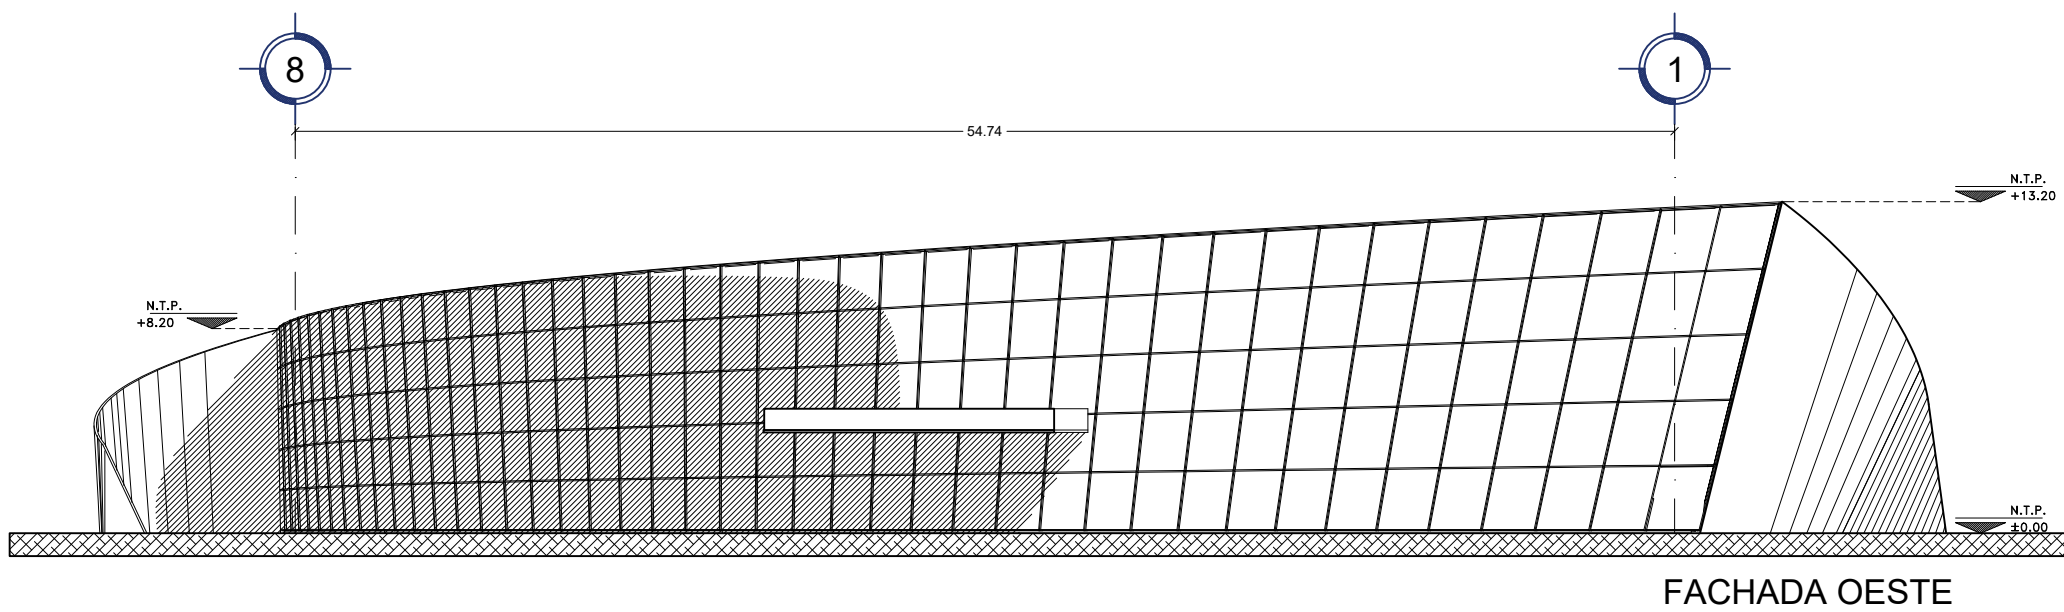 8
1
54.74
N.T.P.
+13.20
N.T.P.
+8.20
N.T.P.
±0.00
FACHADA OESTE